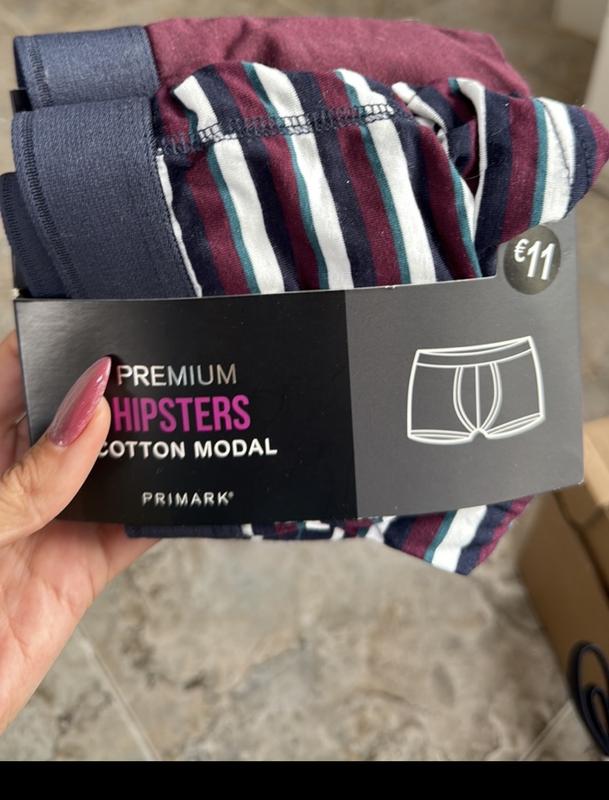 €11
PREMIUM
HIPSTERS
COTTON MODAL
PRIMARK®